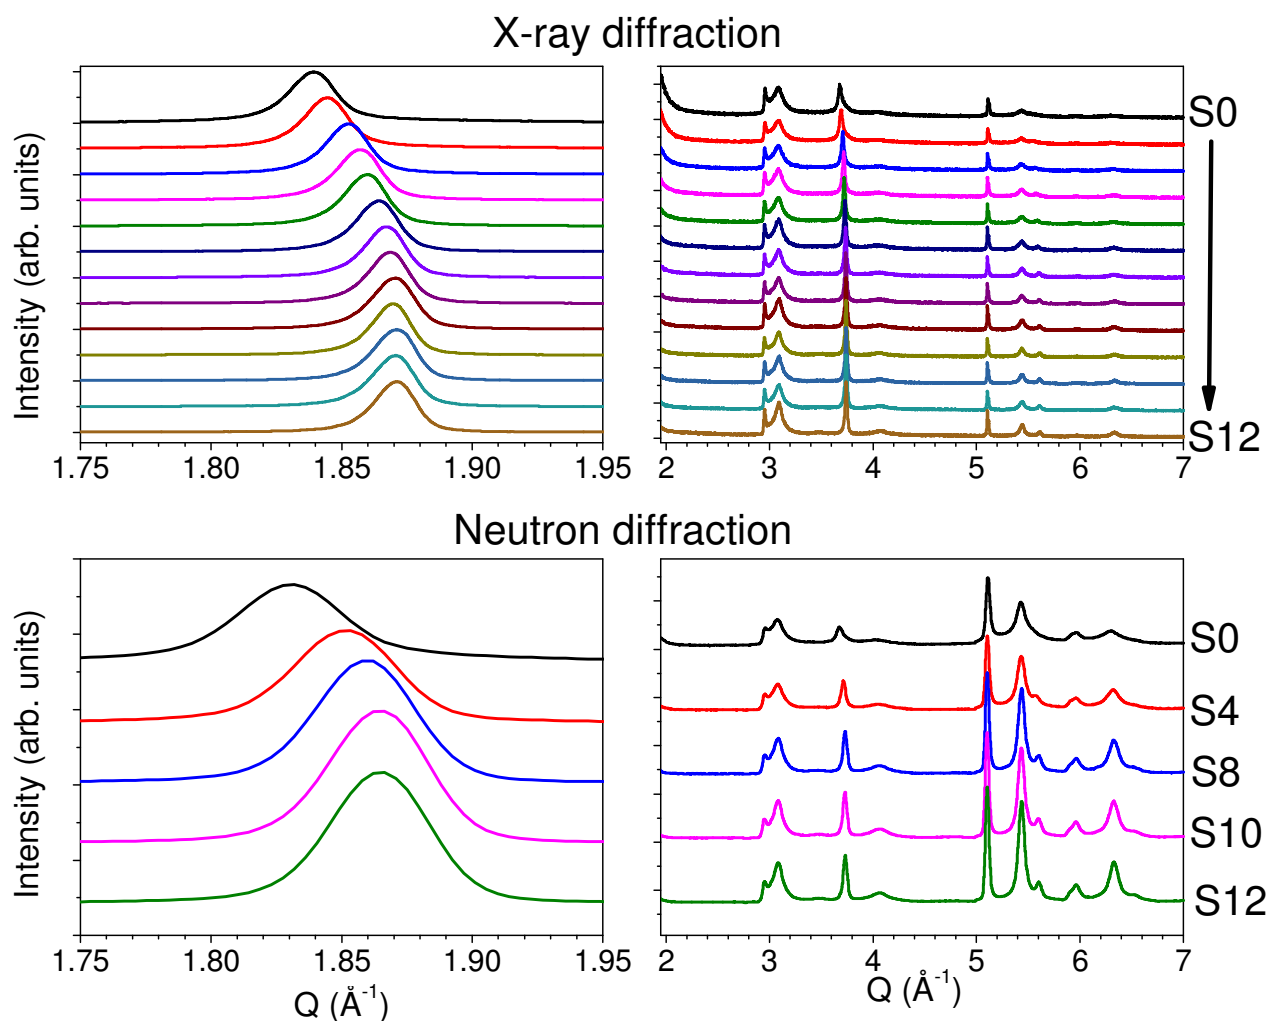 X-ray diffraction
Intensity (arb. units)
S0
S12
1.75 1.80 1.85 1.90 1.95
2 3 4 5 6 7
Neutron diffraction
Intensity (arb. units)
S0
S4
S8
S10
S12
1.75 1.80 1.85 1.90 1.95
2 3 4 5 6 7
Q (Å⁻¹)
Q (Å⁻¹)